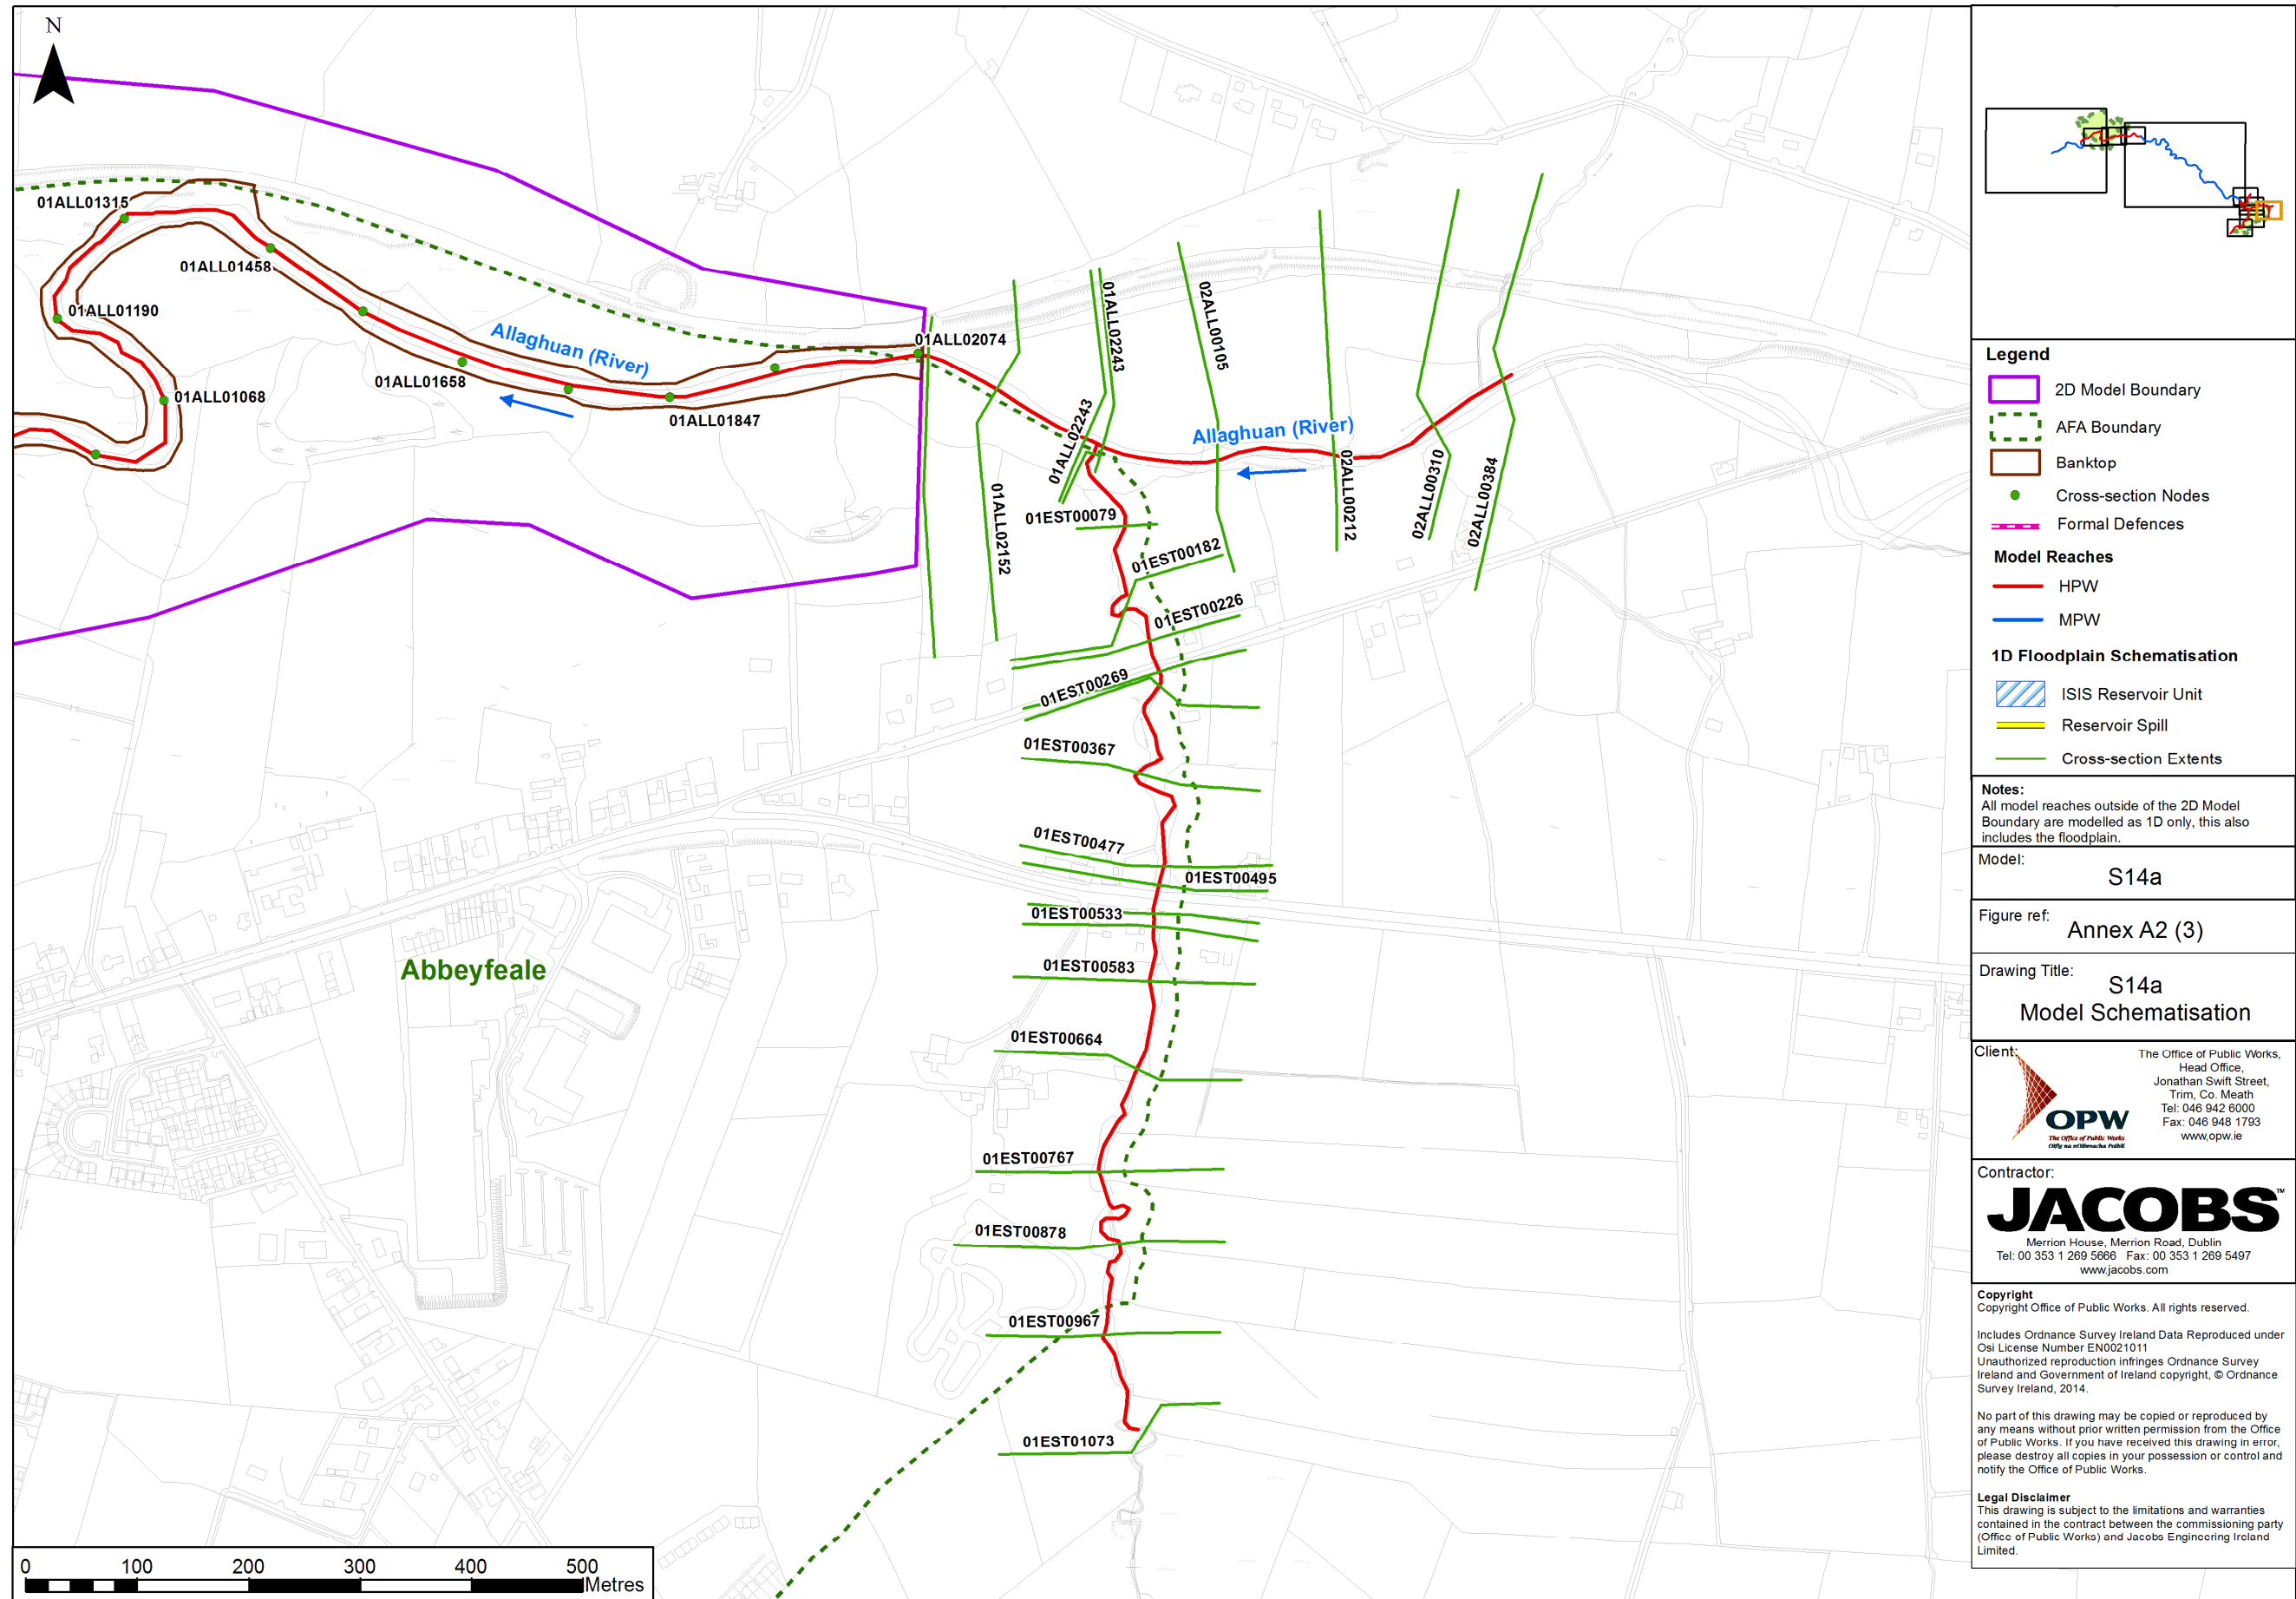 N
01ALL01315
01ALL01458
01ALL01190
01ALL01068
Allaghuan (River)
01ALL01658
01ALL01847
01ALL02074
01ALL02243
02ALL00105
01ALL02243
Allaghuan (River)
01ALL02152
02ALL00212
02ALL00310
02ALL00384
01EST00079
01EST00182
01EST00226
01EST00269
01EST00367
01EST00477
01EST00495
01EST00533
01EST00583
01EST00664
01EST00767
01EST00878
01EST00967
01EST01073
Abbeyfeale
0 100 200 300 400 500
Metres
Legend
2D Model Boundary
AFA Boundary
Banktop
Cross-section Nodes
Formal Defences
Model Reaches
HPW
MPW
1D Floodplain Schematisation
ISIS Reservoir Unit
Reservoir Spill
Cross-section Extents
Notes:
All model reaches outside of the 2D Model
Boundary are modelled as 1D only, this also
includes the floodplain.
Model:
S14a
Figure ref:
Annex A2 (3)
Drawing Title:
S14a
Model Schematisation
Client:
The Office of Public Works,
Head Office,
Jonathan Swift Street,
Trim, Co. Meath
Tel: 046 942 6000
Fax: 046 948 1793
www,opw.ie
OPW
The Office of Public Works
Oifig na nOibreacha Poiblí
Contractor:
JACOBS™
Merrion House, Merrion Road, Dublin
Tel: 00 353 1 269 5666 Fax: 00 353 1 269 5497
www.jacobs.com
Copyright
Copyright Office of Public Works. All rights reserved.
Includes Ordnance Survey Ireland Data Reproduced under
Osi License Number EN0021011
Unauthorized reproduction infringes Ordnance Survey
Ireland and Government of Ireland copyright, © Ordnance
Survey Ireland, 2014.
No part of this drawing may be copied or reproduced by
any means without prior written permission from the Office
of Public Works. If you have received this drawing in error,
please destroy all copies in your possession or control and
notify the Office of Public Works.
Legal Disclaimer
This drawing is subject to the limitations and warranties
contained in the contract between the commissioning party
(Office of Public Works) and Jacobs Engineering Ireland
Limited.